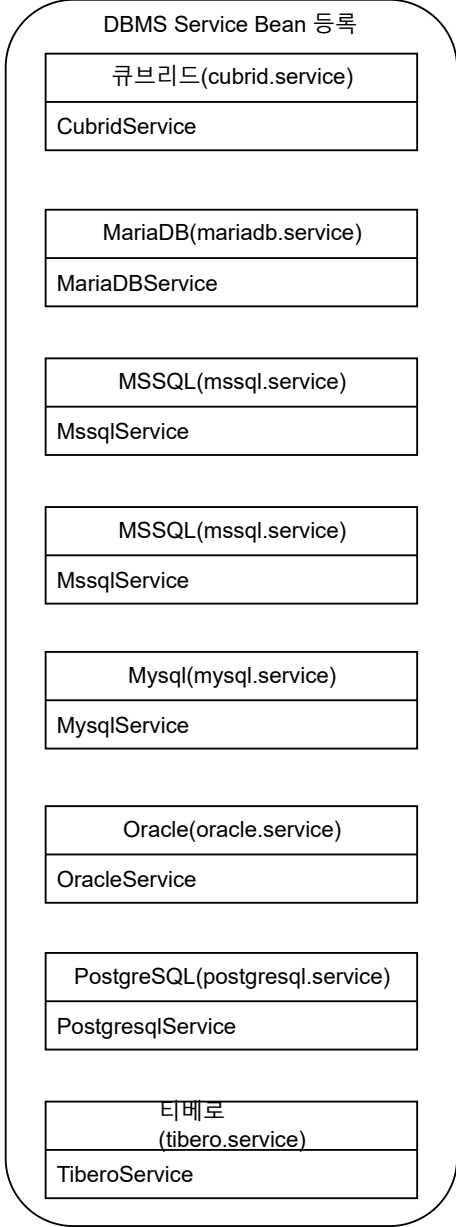 DBMS Service Bean 등록
큐브리드(cubrid.service)
CubridService
MariaDB(mariadb.service)
MariaDBService
MSSQL(mssql.service)
MssqlService
MSSQL(mssql.service)
MssqlService
Mysql(mysql.service)
MysqlService
Oracle(oracle.service)
OracleService
PostgreSQL(postgresql.service)
PostgresqlService
티베로
(tibero.service)
TiberoService